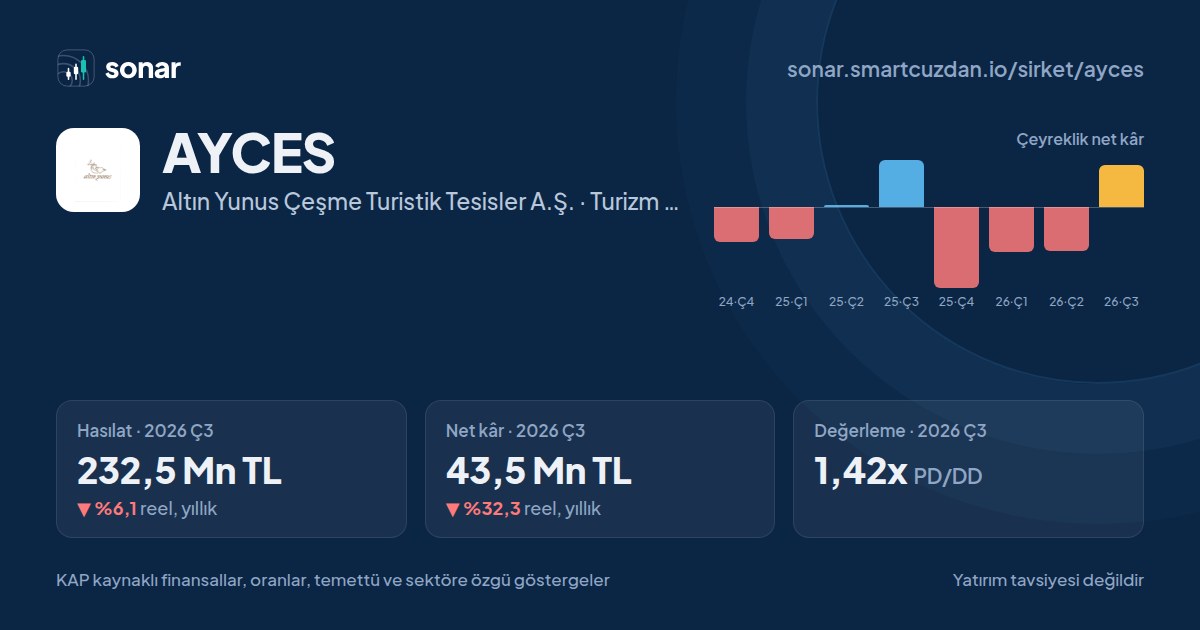 sonar
sonar.smartcuzdan.io/sirket/ayces
altın yunus
AYCES
Altın Yunus Çeşme Turistik Tesisler A.Ş. · Turizm ...
Çeyreklik net kâr
24·Ç4 25·Ç1 25·Ç2 25·Ç3 25·Ç4 26·Ç1 26·Ç2 26·Ç3
Hasılat · 2026 Ç3
232,5 Mn TL
▼ %6,1 reel, yıllık
Net kâr · 2026 Ç3
43,5 Mn TL
▼ %32,3 reel, yıllık
Değerleme · 2026 Ç3
1,42x PD/DD
KAP kaynaklı finansallar, oranlar, temettü ve sektöre özgü göstergeler
Yatırım tavsiyesi değildir